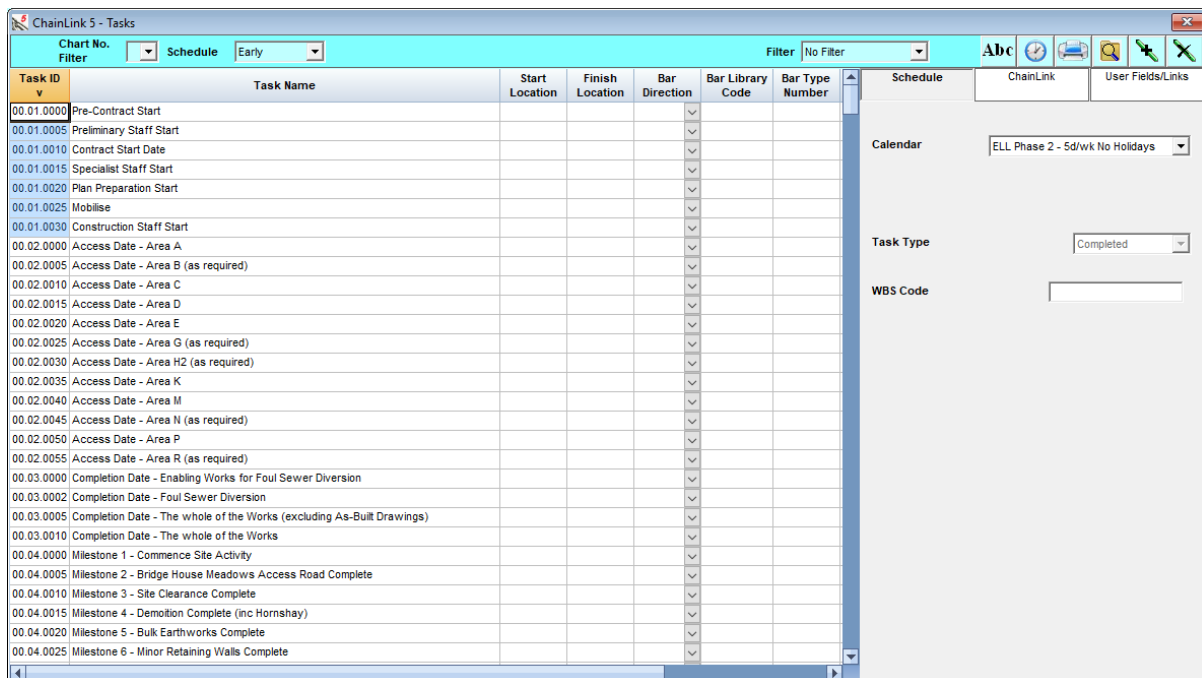 ChainLink 5 - Tasks
Chart No. Filter
Schedule Early
Filter No Filter
Abc
Task ID v Task Name Start Location Finish Location Bar Direction Bar Library Code Bar Type Number
Schedule ChainLink User Fields/Links
00.01.0000 Pre-Contract Start
00.01.0005 Preliminary Staff Start
00.01.0010 Contract Start Date
00.01.0015 Specialist Staff Start
00.01.0020 Plan Preparation Start
00.01.0025 Mobilise
00.01.0030 Construction Staff Start
00.02.0000 Access Date - Area A
00.02.0005 Access Date - Area B (as required)
00.02.0010 Access Date - Area C
00.02.0015 Access Date - Area D
00.02.0020 Access Date - Area E
00.02.0025 Access Date - Area G (as required)
00.02.0030 Access Date - Area H2 (as required)
00.02.0035 Access Date - Area K
00.02.0040 Access Date - Area M
00.02.0045 Access Date - Area N (as required)
00.02.0050 Access Date - Area P
00.02.0055 Access Date - Area R (as required)
00.03.0000 Completion Date - Enabling Works for Foul Sewer Diversion
00.03.0002 Completion Date - Foul Sewer Diversion
00.03.0005 Completion Date - The whole of the Works (excluding As-Built Drawings)
00.03.0010 Completion Date - The whole of the Works
00.04.0000 Milestone 1 - Commence Site Activity
00.04.0005 Milestone 2 - Bridge House Meadows Access Road Complete
00.04.0010 Milestone 3 - Site Clearance Complete
00.04.0015 Milestone 4 - Demoition Complete (inc Hornshay)
00.04.0020 Milestone 5 - Bulk Earthworks Complete
00.04.0025 Milestone 6 - Minor Retaining Walls Complete
Calendar ELL Phase 2 - 5d/wk No Holidays
Task Type Completed
WBS Code